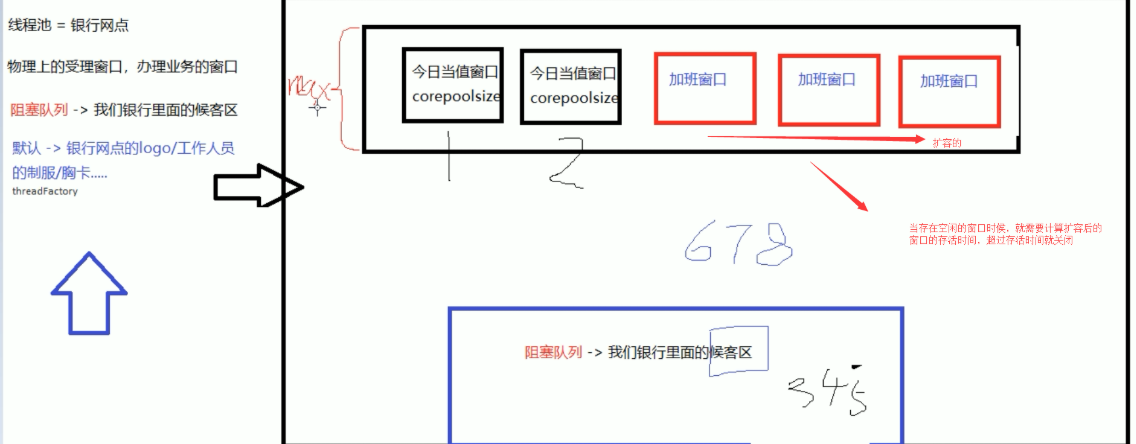 线程池 = 银行网点
物理上的受理窗口，办理业务的窗口
阻塞队列 -> 我们银行里面的候客区
默认 -> 银行网点的logo/工作人员
的制服/胸卡.....
threadFactory
max
今日当值窗口
corepoolsize
今日当值窗口
corepoolsize
加班窗口
加班窗口
加班窗口
扩容的
1
2
当存在空闲的窗口时候，就需要计算扩容后的
窗口的存活时间，超过存活时间就关闭
678
阻塞队列 -> 我们银行里面的候客区
345